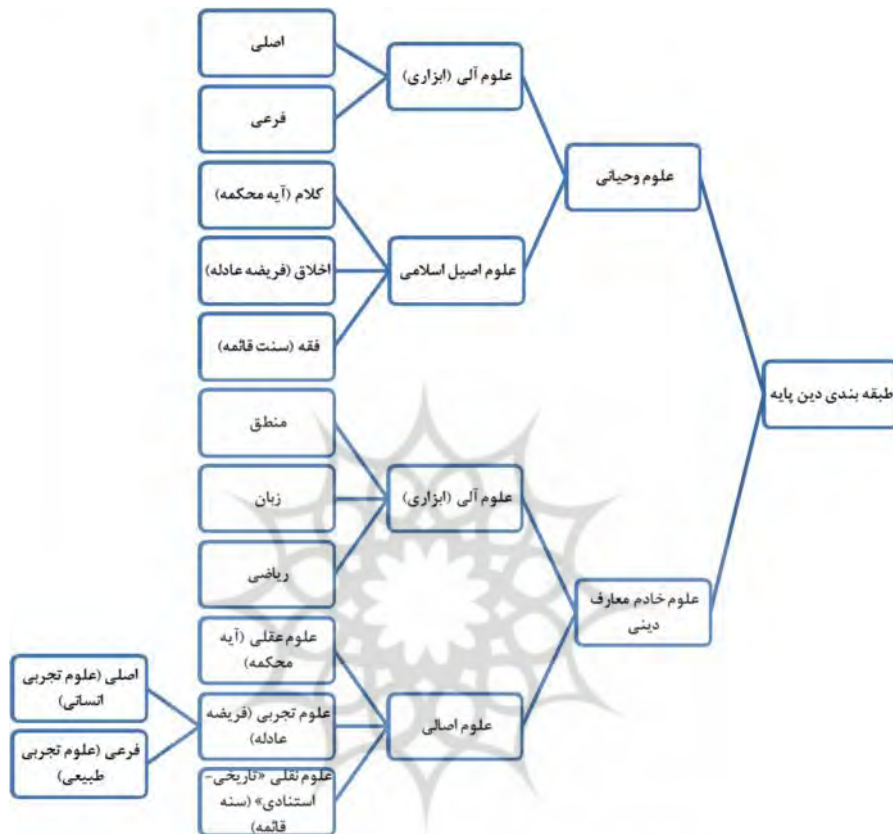 طبقه بندی دین پایه
علوم وحیانی
علوم آلی (ابزاری)
اصلی
فرعی
علوم اصیل اسلامی
کلام (آیه محکمه)
اخلاق (فریضه عادله)
فقه (سنت قائمه)
علوم خادم معارف
دینی
علوم آلی (ابزاری)
منطق
زبان
ریاضی
علوم اصالی
علوم عقلی (آیه
محکمه)
علوم تجربی (فریضه
عادله)
اصلی (علوم تجربی
انسانی)
فرعی (علوم تجربی
طبیعی)
علوم نقلی «تاریخی-
استنادی» (سنه
قائمه)